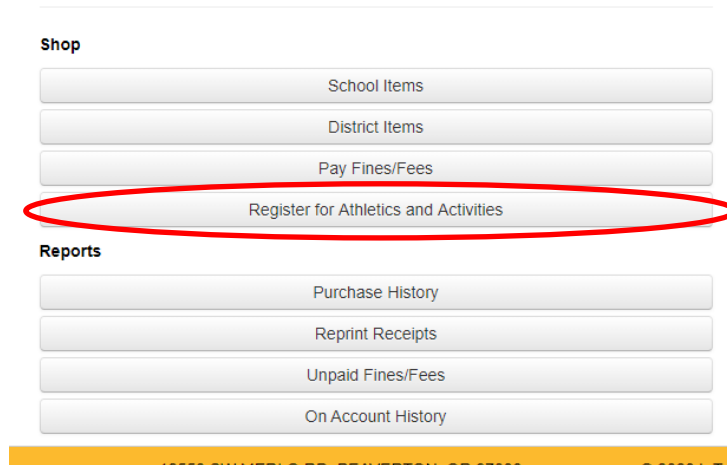 Shop
School Items
District Items
Pay Fines/Fees
Register for Athletics and Activities
Reports
Purchase History
Reprint Receipts
Unpaid Fines/Fees
On Account History